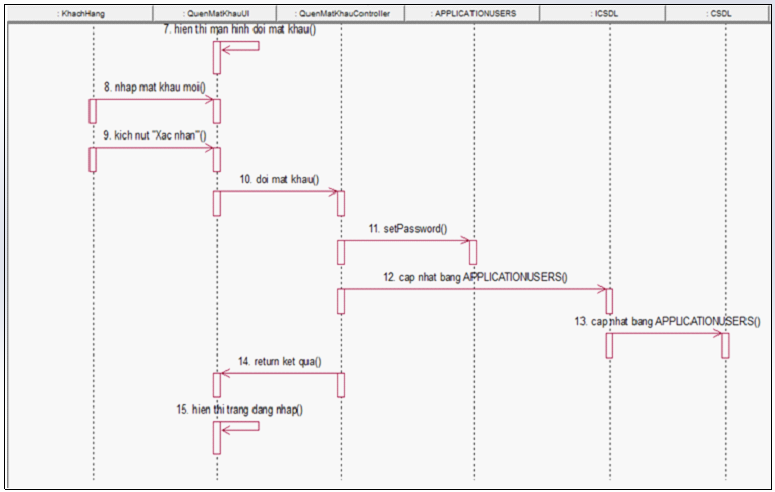 : KhachHang
: QuenMatKhauUI
: QuenMatKhauController
: APPLICATIONUSERS
: ICSDL
: CSDL
7. hien thi man hinh doi mat khau()
8. nhap mat khau moi()
9. kich nut "Xac nhan"()
10. doi mat khau()
11. setPassword()
12. cap nhat bang APPLICATIONUSERS()
13. cap nhat bang APPLICATIONUSERS()
14. return ket qua()
15. hien thi trang dang nhap()